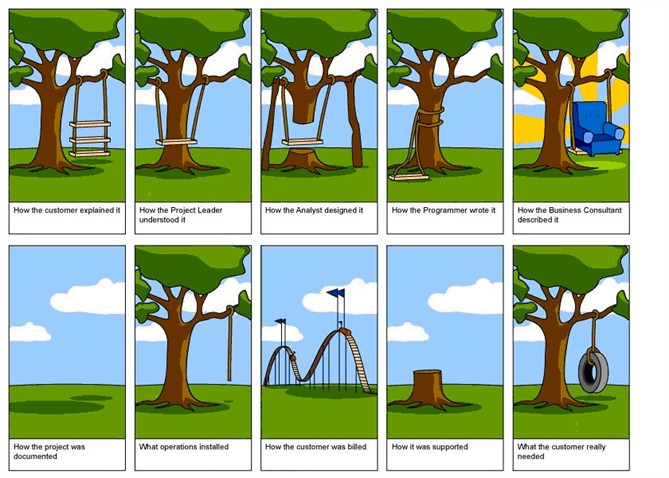 How the customer explained it
How the Project Leader
understood it
How the Analyst designed it
How the Programmer wrote it
How the Business Consultant
described it
How the project was
documented
What operations installed
How the customer was billed
How it was supported
What the customer really
needed